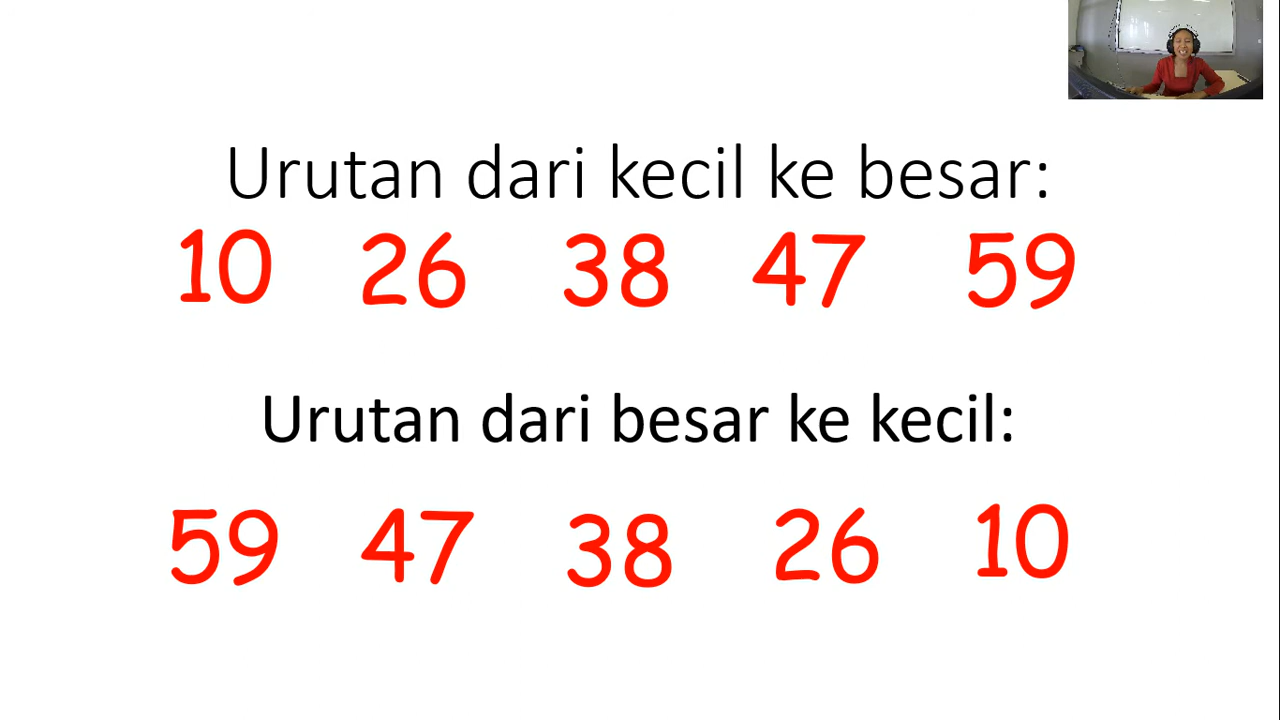 Urutan dari kecil ke besar:
10 26 38 47 59
Urutan dari besar ke kecil:
59 47 38 26 10